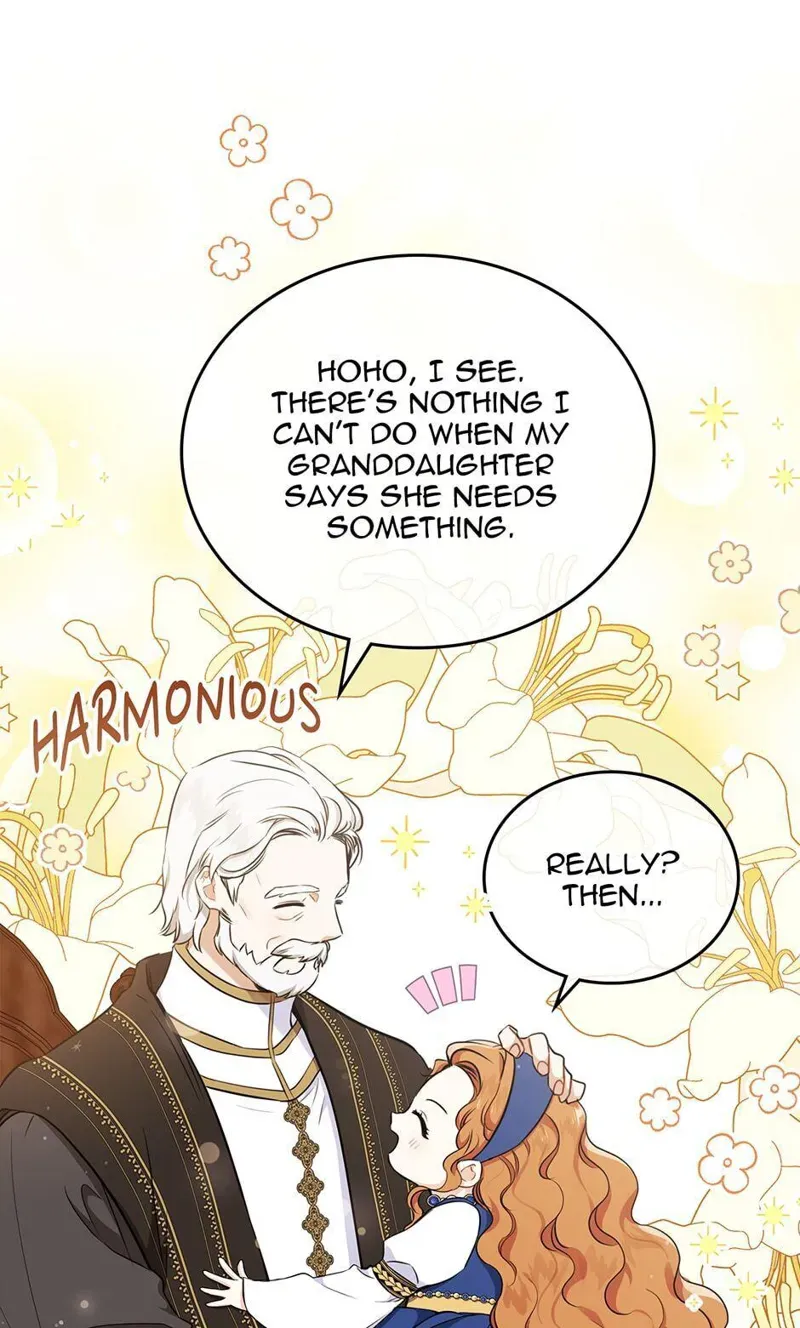 HOHO, I SEE.
THERE'S NOTHING I
CAN'T DO WHEN MY
GRANDDAUGHTER
SAYS SHE NEEDS
SOMETHING.
HARMONIOUS
REALLY?
THEN...